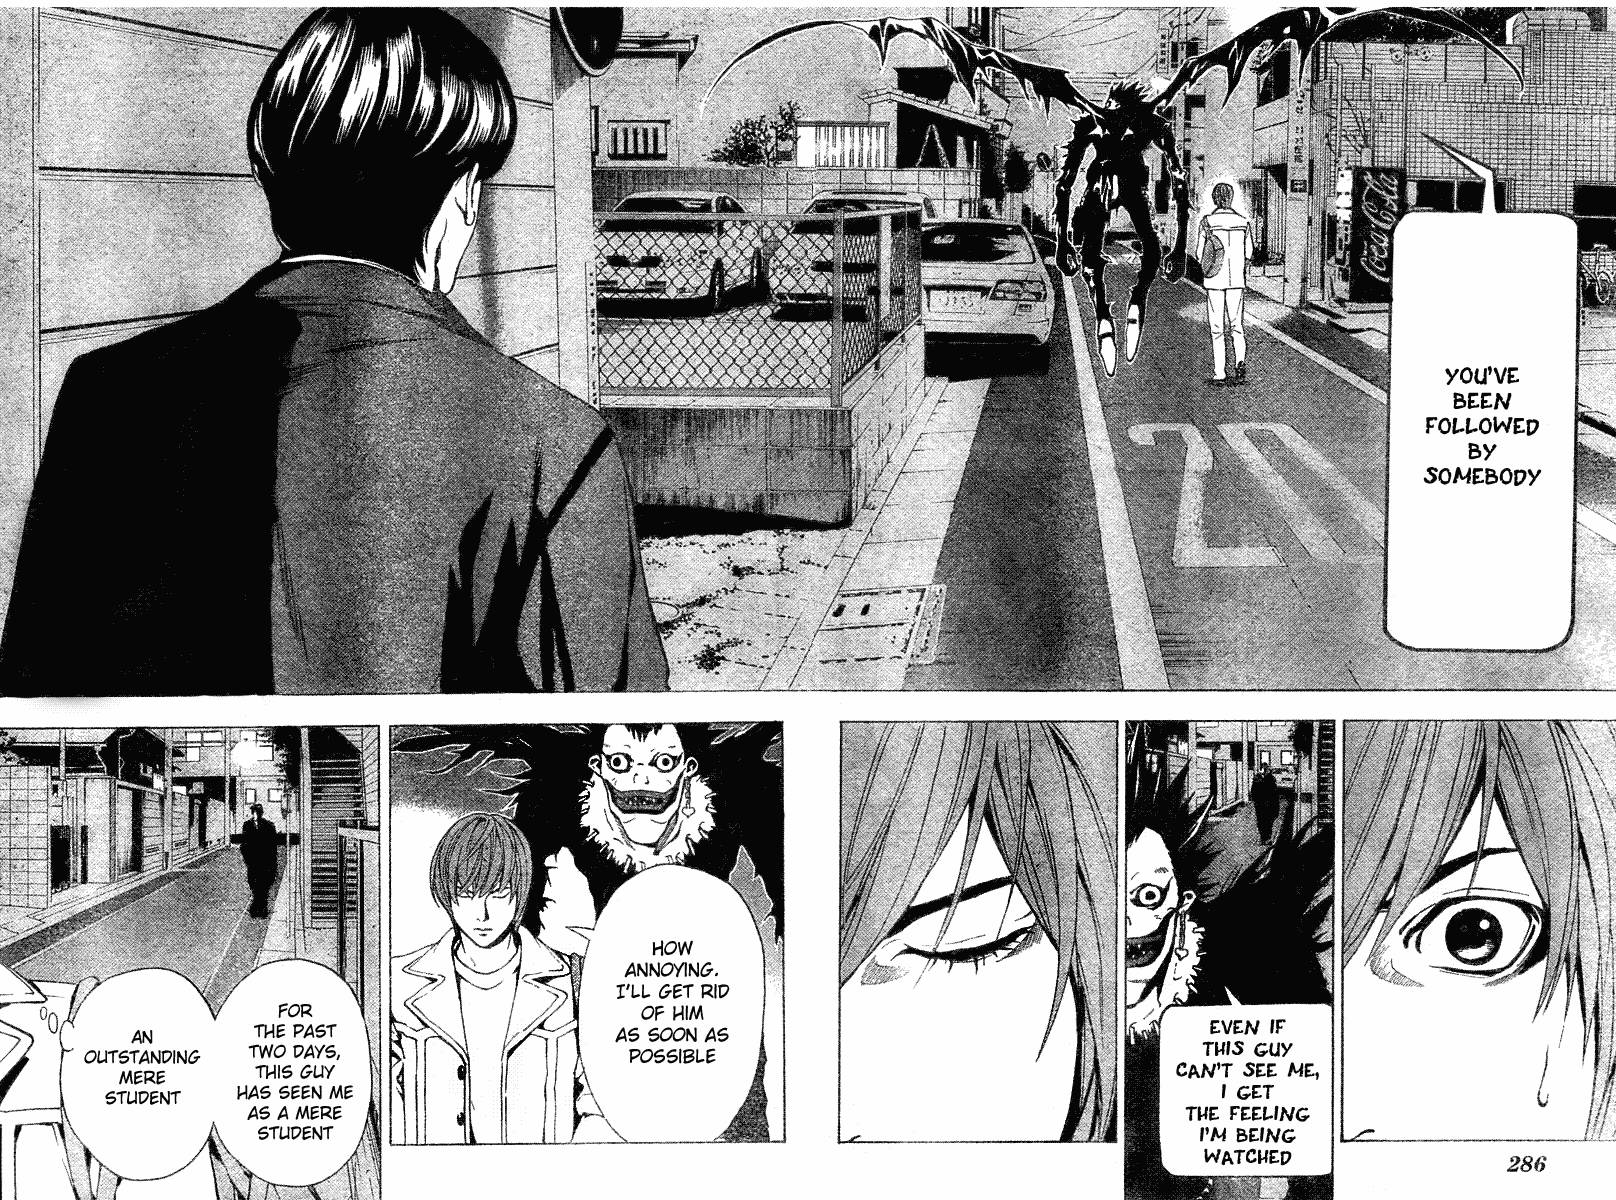 YOU'VE
BEEN
FOLLOWED
BY
SOMEBODY
Coca-Cola
20
EVEN IF
THIS GUY
CAN'T SEE ME,
I GET
THE FEELING
I'M BEING
WATCHED
HOW
ANNOYING.
I'LL GET RID
OF HIM
AS SOON AS
POSSIBLE
FOR
THE PAST
TWO DAYS,
THIS GUY
HAS SEEN ME
AS A MERE
STUDENT
AN
OUTSTANDING
MERE
STUDENT
286